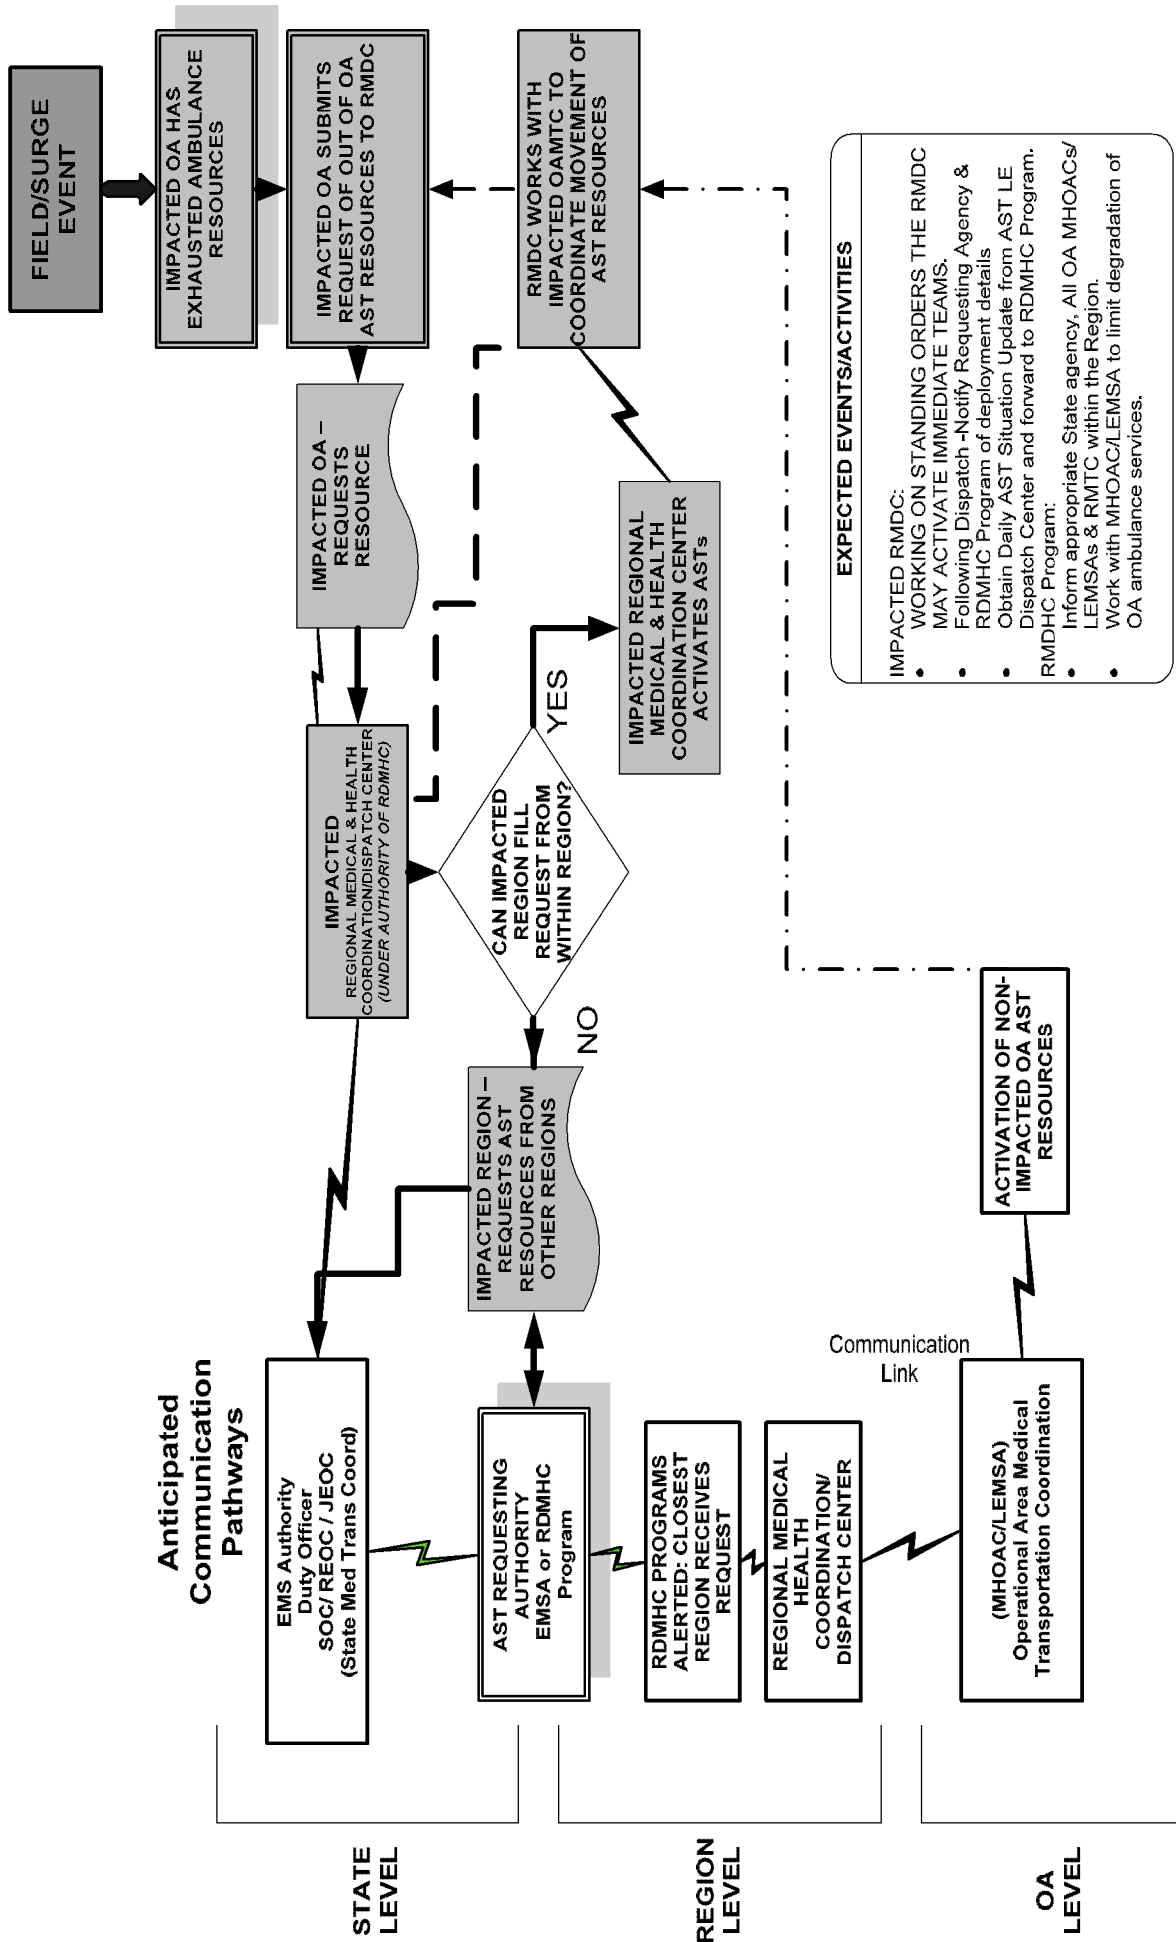 Anticipated
Communication
Pathways
FIELD/SURGE
EVENT
IMPACTED OA HAS
EXHAUSTED AMBULANCE
RESOURCES
IMPACTED OA SUBMITS
REQUEST OF OUT OF OA
AST RESOURCES TO RMDC
RMDC WORKS WITH
IMPACTED OAMTC TO
COORDINATE MOVEMENT OF
AST RESOURCES
IMPACTED OA –
REQUESTS
RESOURCE
IMPACTED
REGIONAL MEDICAL & HEALTH
COORDINATION/DISPATCH CENTER
(UNDER AUTHORITY OF RDMHC)
CAN IMPACTED
REGION FILL
REQUEST FROM
WITHIN REGION?
YES
NO
IMPACTED REGIONAL
MEDICAL & HEALTH
COORDINATION CENTER
ACTIVATES ASTs
IMPACTED REGION –
REQUESTS AST
RESOURCES FROM
OTHER REGIONS
EMS Authority
Duty Officer
SOC/ REOC / JEOC
(State Med Trans Coord)
AST REQUESTING
AUTHORITY
EMSA or RDMHC
Program
RDMHC PROGRAMS
ALERTED: CLOSEST
REGION RECEIVES
REQUEST
REGIONAL MEDICAL
HEALTH
COORDINATION/
DISPATCH CENTER
Communication
Link
(MHOAC/LEMSA)
Operational Area Medical
Transportation Coordination
ACTIVATION OF NON-
IMPACTED OA AST
RESOURCES
STATE
LEVEL
REGION
LEVEL
OA
LEVEL
EXPECTED EVENTS/ACTIVITIES
IMPACTED RMDC:
• WORKING ON STANDING ORDERS THE RMDC
MAY ACTIVATE IMMEDIATE TEAMS.
• Following Dispatch -Notify Requesting Agency &
RDMHC Program of deployment details
• Obtain Daily AST Situation Update from AST LE
Dispatch Center and forward to RDMHC Program.
RMDHC Program:
• Inform appropriate State agency, All OA MHOACs/
LEMSAs & RMTC within the Region.
• Work with MHOAC/LEMSA to limit degradation of
OA ambulance services.